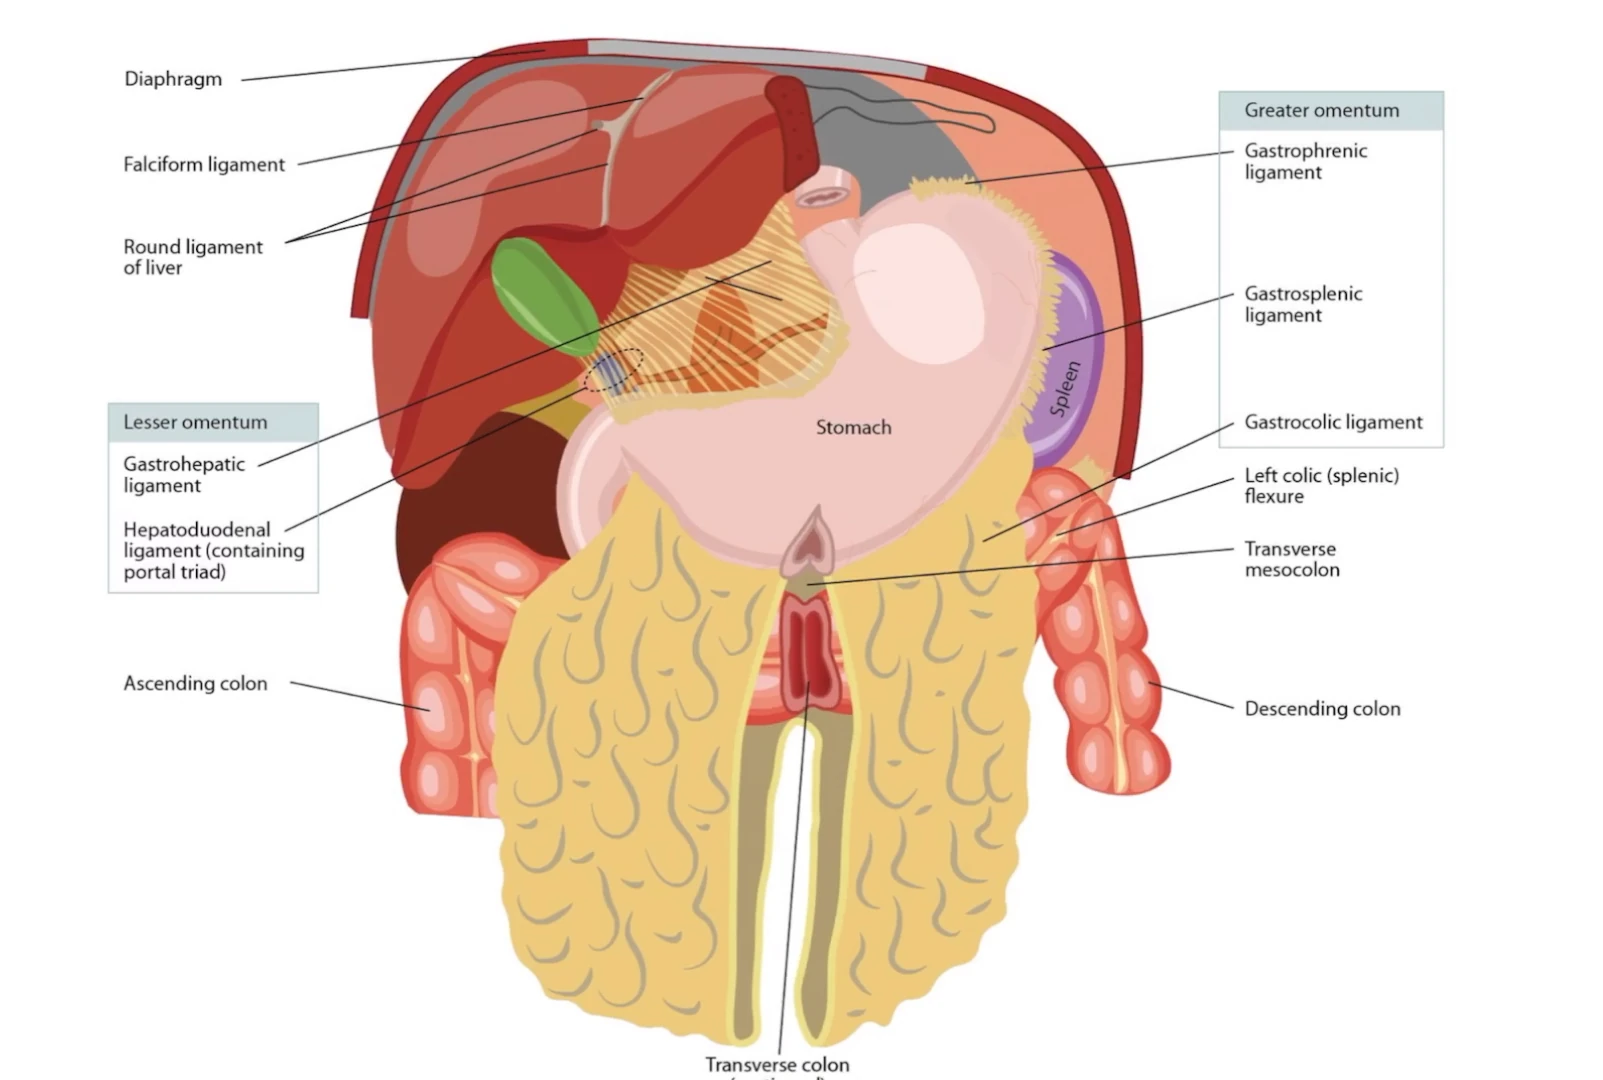 Diaphragm
Falciform ligament
Round ligament
of liver
Lesser omentum
Gastrohepatic
ligament
Hepatoduodenal
ligament (containing
portal triad)
Ascending colon
Stomach
Spleen
Greater omentum
Gastrophrenic
ligament
Gastrosplenic
ligament
Gastrocolic ligament
Left colic (splenic)
flexure
Transverse
mesocolon
Descending colon
Transverse colon